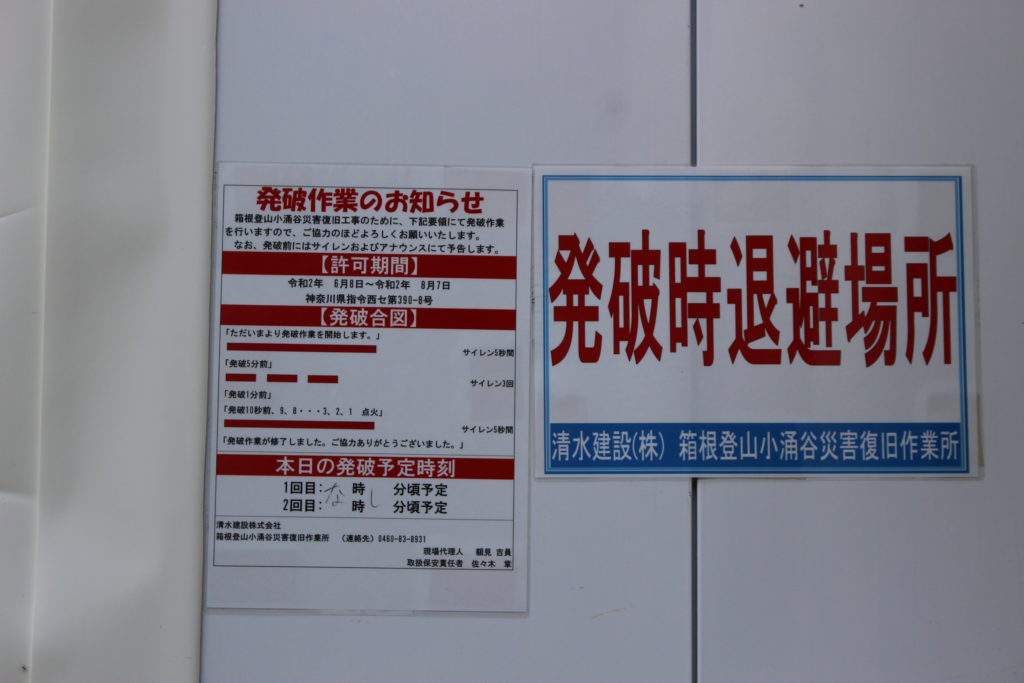 発破作業のお知らせ
箱根登山小涌谷災害復旧工事のために、下記要領にて発破作業
を行いますので、ご協力のほどよろしくお願いいたします。
なお、発破前にはサイレンおよびアナウンスにて予告します。
【許可期間】
令和2年 6月8日～令和2年 8月7日
神奈川県指令西セ第390-8号
【発破合図】
「ただいまより発破作業を開始します。」
サイレン5秒間
「発破5分前」
サイレン3回
「発破1分前」
「発破10秒前、9、8・・・3、2、1 点火」
サイレン5秒間
「発破作業が修了しました。ご協力ありがとうございました。」
本日の発破予定時刻
1回目: 時 分頃予定
なし
2回目: 時 分頃予定
清水建設株式会社
箱根登山小涌谷災害復旧作業所 （連絡先）0460-83-8931
現場代理人 額見 吉員
取扱保安責任者 佐々木 章
発破時退避場所
清水建設(株) 箱根登山小涌谷災害復旧作業所